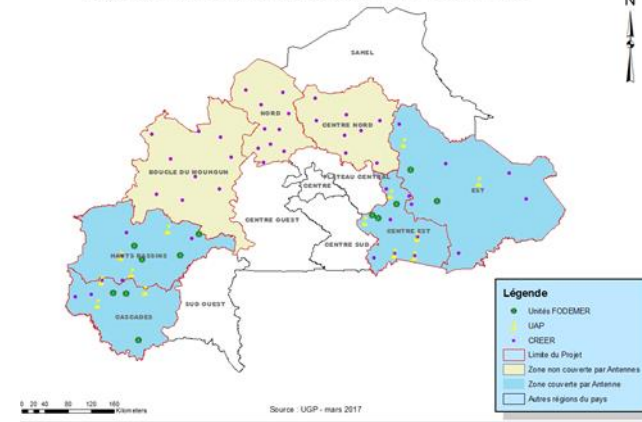 N
SAHEL
NORD
CENTRE NORD
BOUCLE DU MOUHOUN
PLATEAU CENTRAL
CENTRE
EST
CENTRE OUEST
CENTRE EST
CENTRE SUD
HAUTS BASSINS
SUD OUEST
CASCADES
Légende
Unités FODEMER
UAP
CREER
Limite du Projet
Zone non couverte par Antennes
Zone couverte par Antenne
Autres régions du pays
0 20 40 80 120 160
Kilometers
Source : UGP - mars 2017